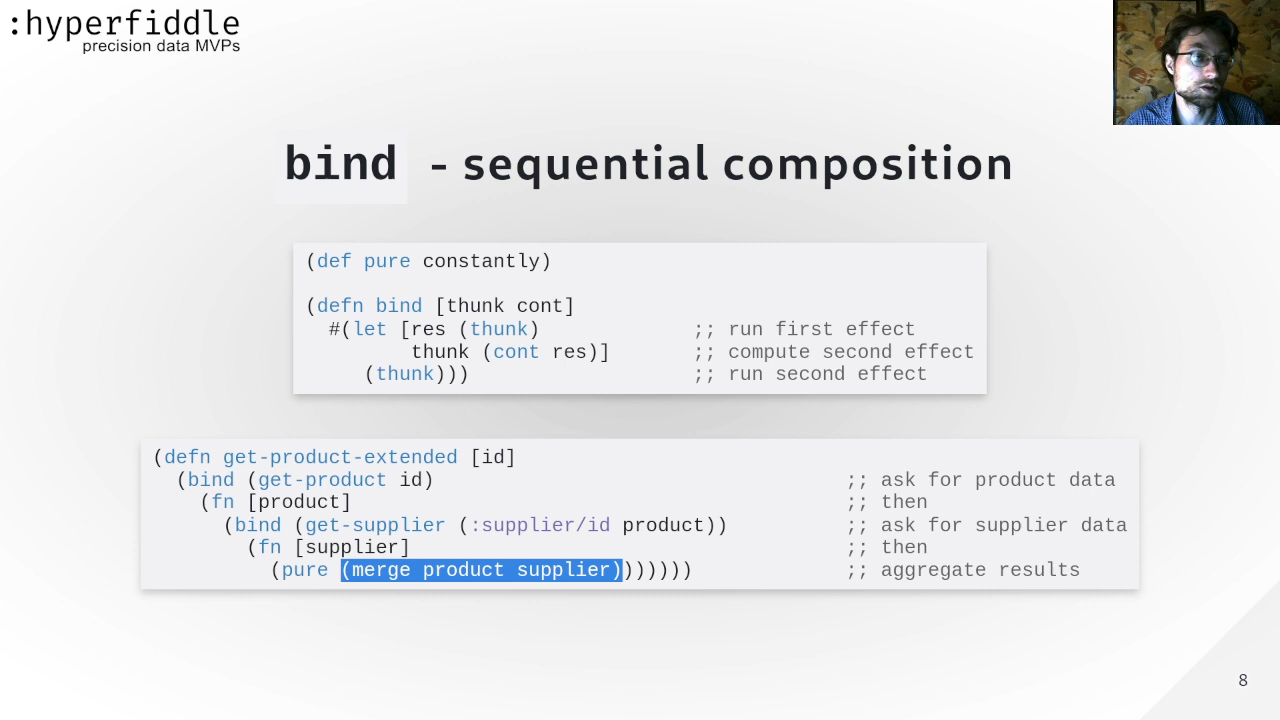 :hyperfiddle
precision data MVPs
bind - sequential composition
(def pure constantly)
(defn bind [thunk cont]
#(let [res (thunk) ;; run first effect
thunk (cont res)] ;; compute second effect
(thunk))) ;; run second effect
(defn get-product-extended [id]
(bind (get-product id) ;; ask for product data
(fn [product] ;; then
(bind (get-supplier (:supplier/id product)) ;; ask for supplier data
(fn [supplier] ;; then
(pure (merge product supplier))))))) ;; aggregate results
8